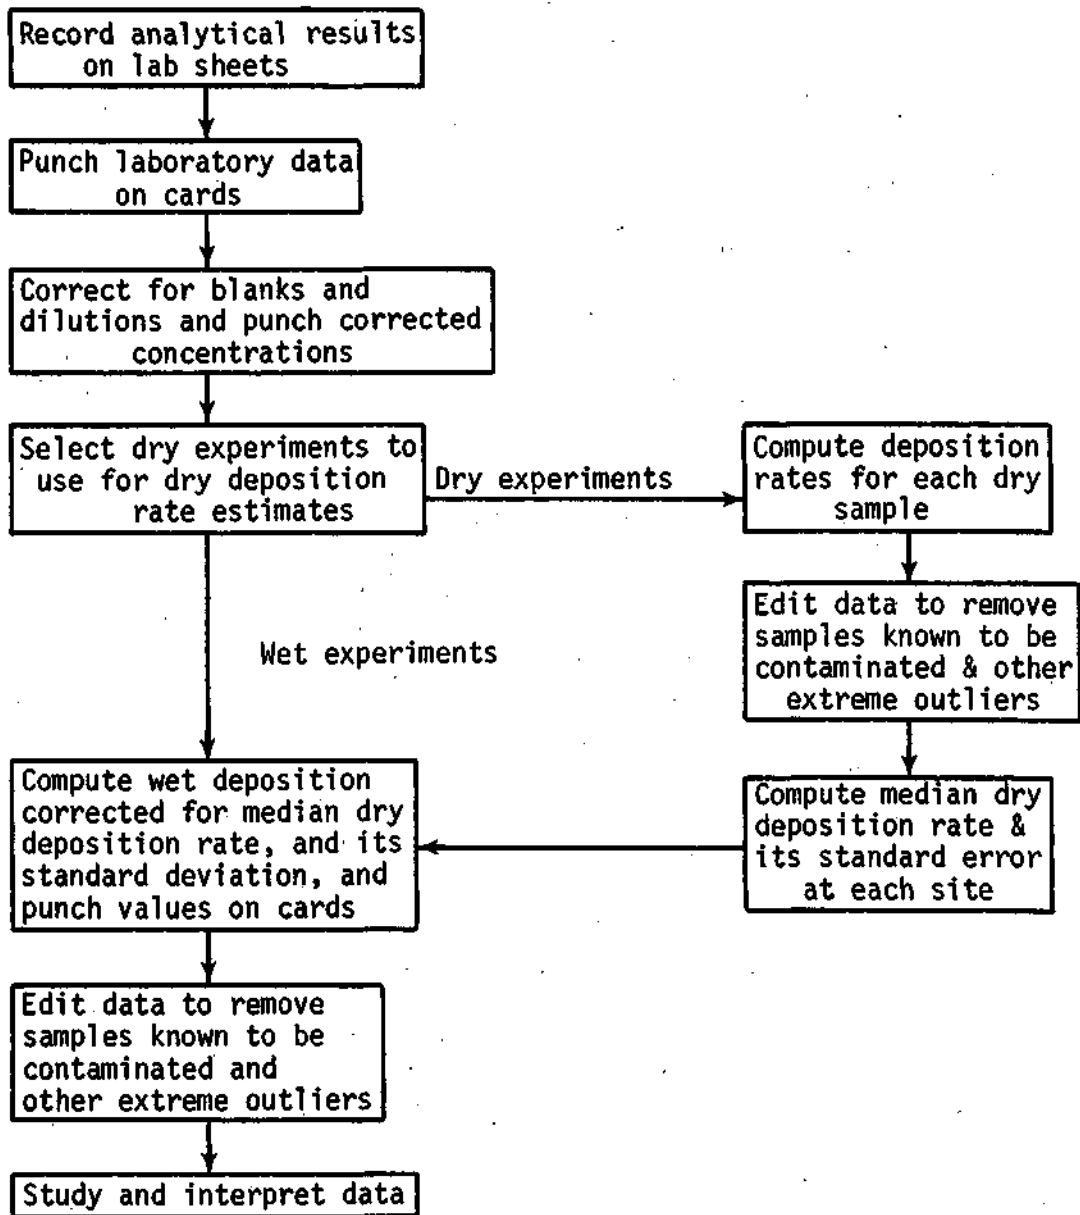 Record analytical results
on lab sheets
Punch laboratory data
on cards
Correct for blanks and
dilutions and punch corrected
concentrations
Select dry experiments to
use for dry deposition
rate estimates
Dry experiments
Compute deposition
rates for each dry
sample
Edit data to remove
samples known to be
contaminated & other
extreme outliers
Compute median dry
deposition rate &
its standard error
at each site
Wet experiments
Compute wet deposition
corrected for median dry
deposition rate, and its
standard deviation, and
punch values on cards
Edit data to remove
samples known to be
contaminated and
other extreme outliers
Study and interpret data